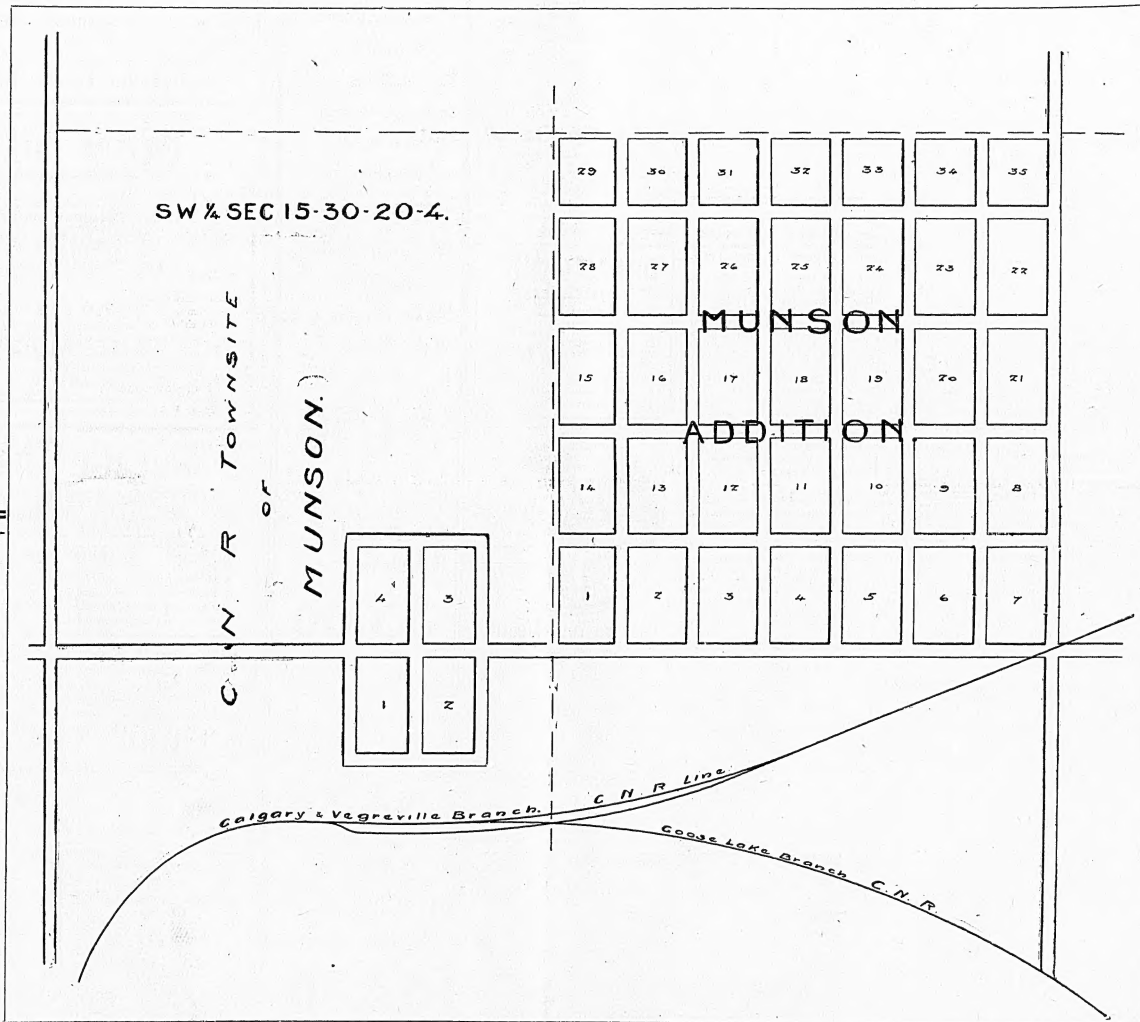 SW ¼ SEC 15-30-20-4.
C. N. R TOWNSITE
OF
MUNSON.)
4 3
1 2
29 30 31 32 33 34 35
28 27 26 25 24 23 22
MUNSON
15 16 17 18 19 20 21
ADDITION.
14 13 12 11 10 9 8
1 2 3 4 5 6 7
Calgary & Vegreville Branch.
C N R Line
Goose Lake Branch C. N. R.